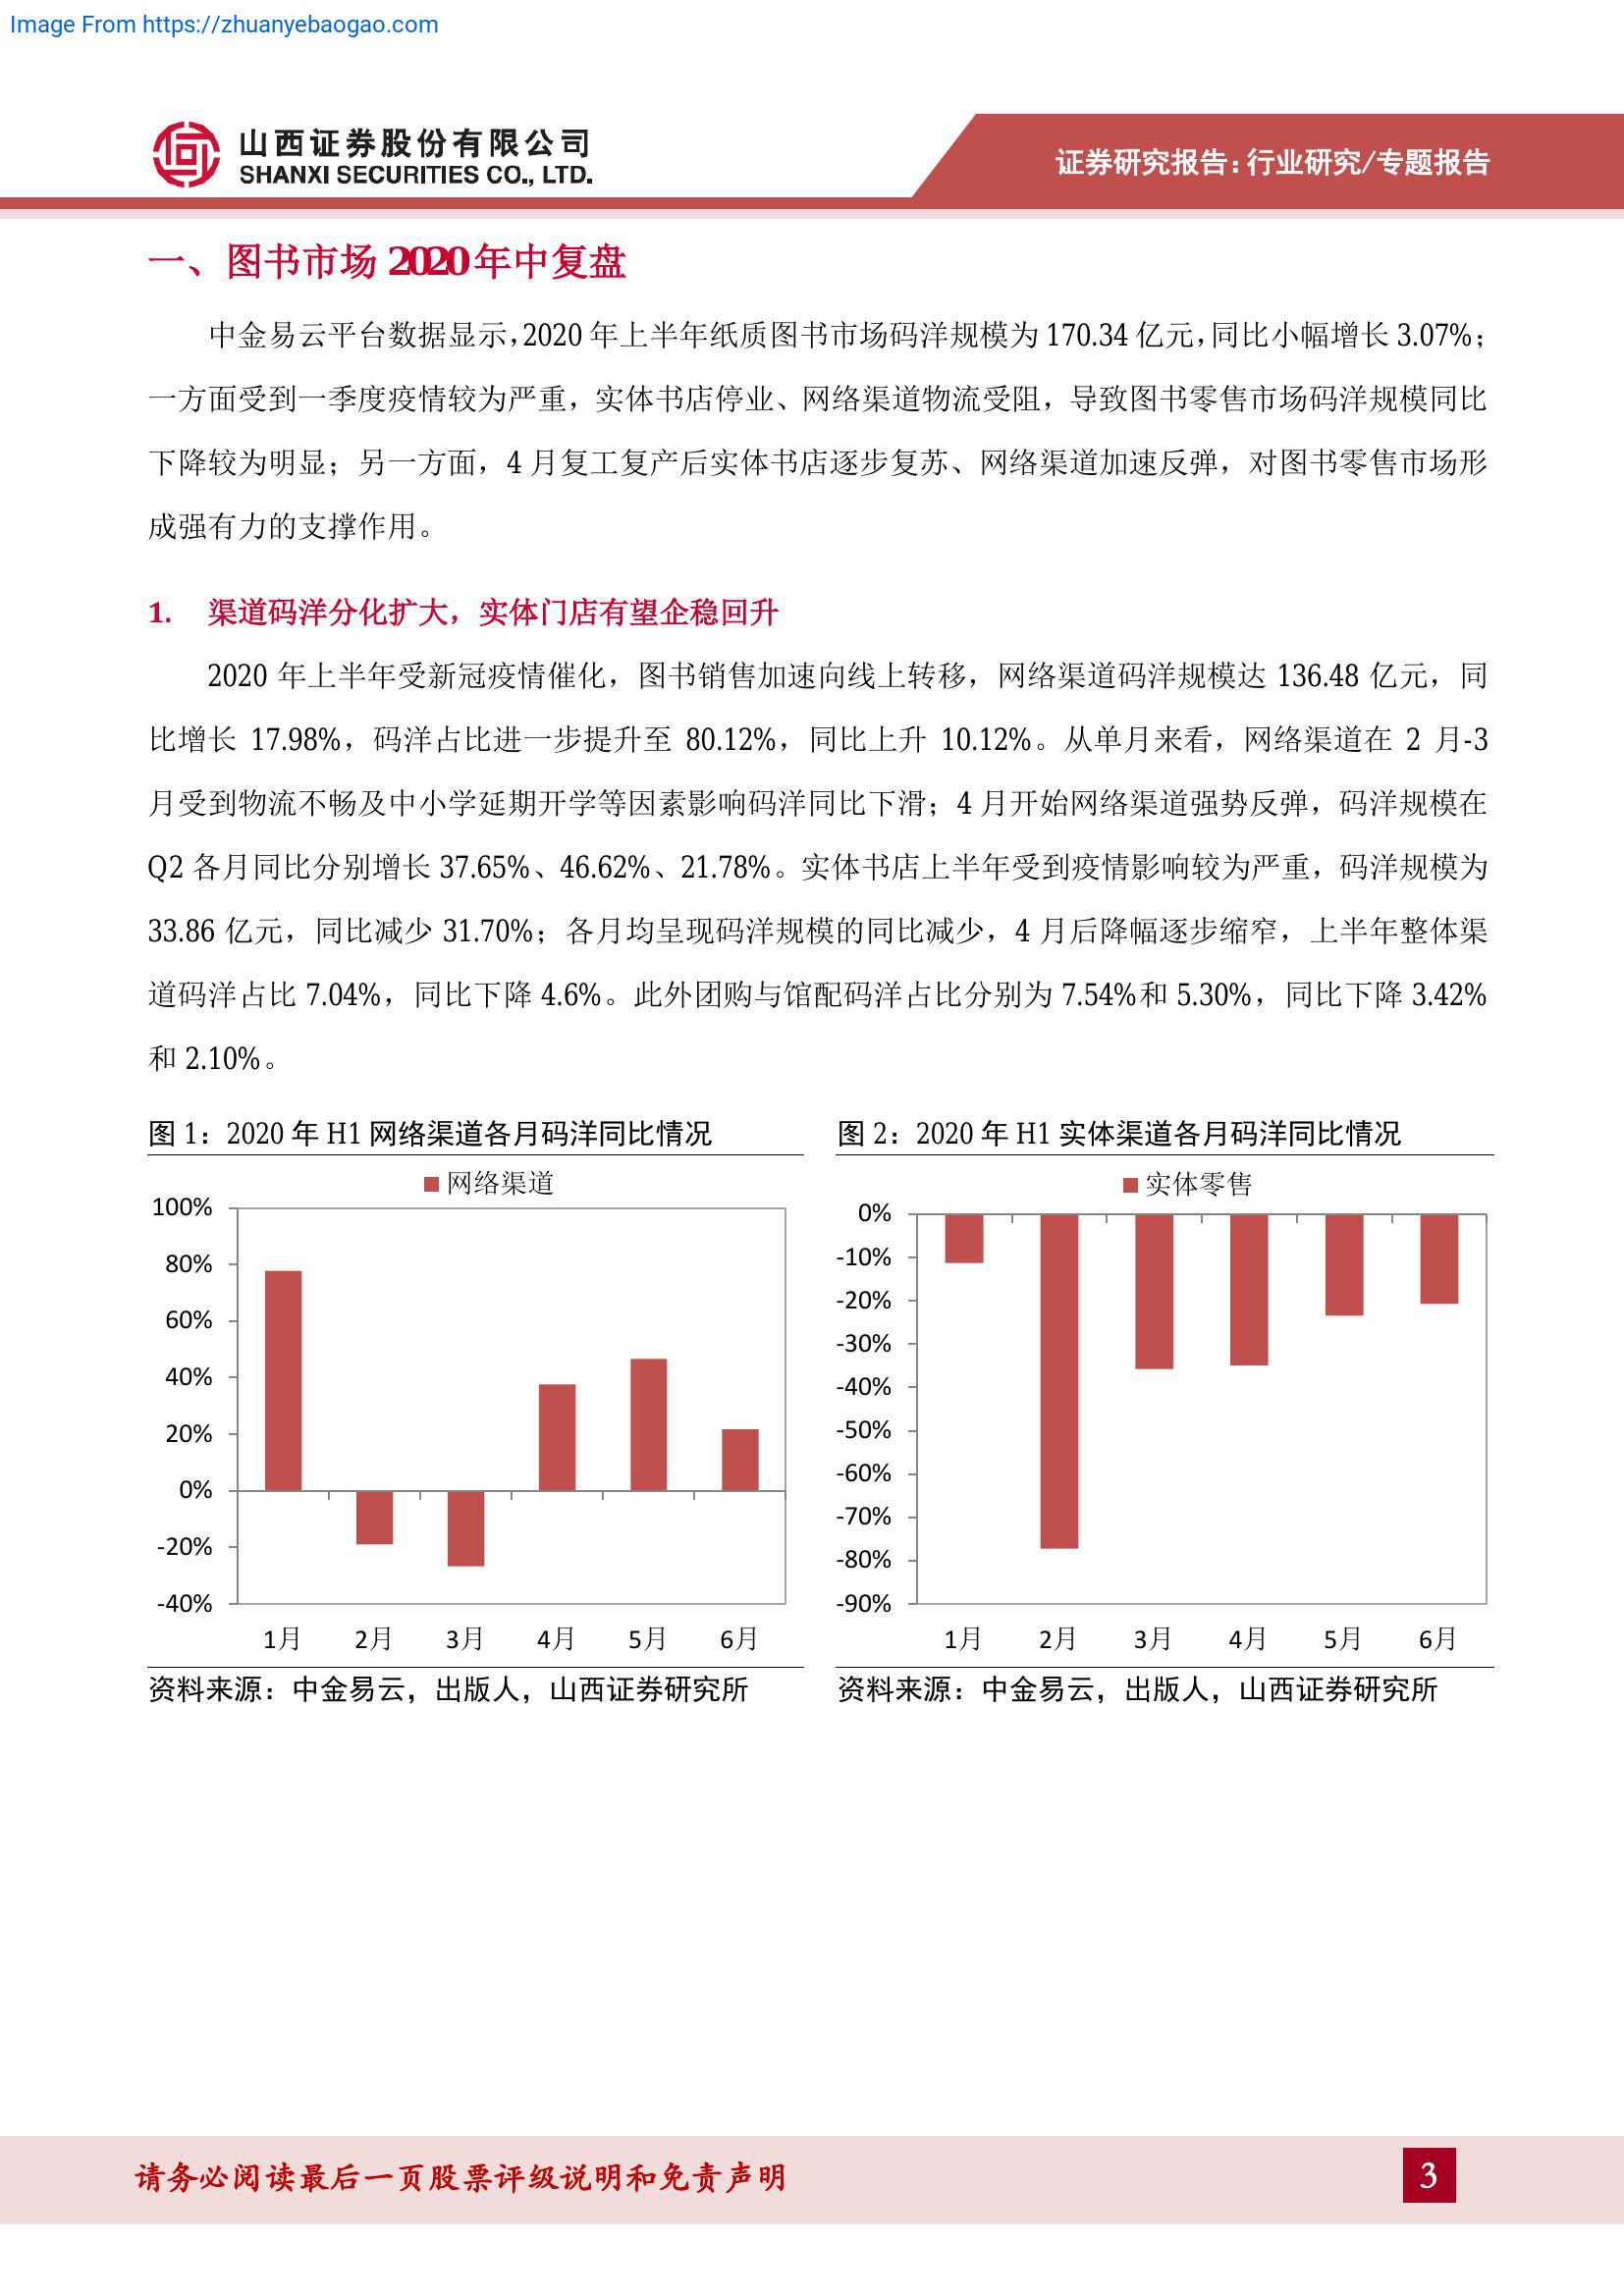 Image From https://zhuanyebaogao.com
山西证券股份有限公司
SHANXI SECURITIES CO., LTD.
证券研究报告：行业研究/专题报告
一、图书市场 2020 年中复盘
中金易云平台数据显示，2020 年上半年纸质图书市场码洋规模为 170.34 亿元，同比小幅增长 3.07%；
一方面受到一季度疫情较为严重，实体书店停业、网络渠道物流受阻，导致图书零售市场码洋规模同比
下降较为明显；另一方面，4 月复工复产后实体书店逐步复苏、网络渠道加速反弹，对图书零售市场形
成强有力的支撑作用。
1. 渠道码洋分化扩大，实体门店有望企稳回升
2020 年上半年受新冠疫情催化，图书销售加速向线上转移，网络渠道码洋规模达 136.48 亿元，同
比增长 17.98%，码洋占比进一步提升至 80.12%，同比上升 10.12%。从单月来看，网络渠道在 2 月-3
月受到物流不畅及中小学延期开学等因素影响码洋同比下滑；4 月开始网络渠道强势反弹，码洋规模在
Q2 各月同比分别增长 37.65%、46.62%、21.78%。实体书店上半年受到疫情影响较为严重，码洋规模为
33.86 亿元，同比减少 31.70%；各月均呈现码洋规模的同比减少，4 月后降幅逐步缩窄，上半年整体渠
道码洋占比 7.04%，同比下降 4.6%。此外团购与馆配码洋占比分别为 7.54%和 5.30%，同比下降 3.42%
和 2.10%。
图 1：2020 年 H1 网络渠道各月码洋同比情况
网络渠道
100%
80%
60%
40%
20%
0%
-20%
-40%
1月 2月 3月 4月 5月 6月
资料来源：中金易云，出版人，山西证券研究所
图 2：2020 年 H1 实体渠道各月码洋同比情况
实体零售
0%
-10%
-20%
-30%
-40%
-50%
-60%
-70%
-80%
-90%
1月 2月 3月 4月 5月 6月
资料来源：中金易云，出版人，山西证券研究所
请务必阅读最后一页股票评级说明和免责声明
3